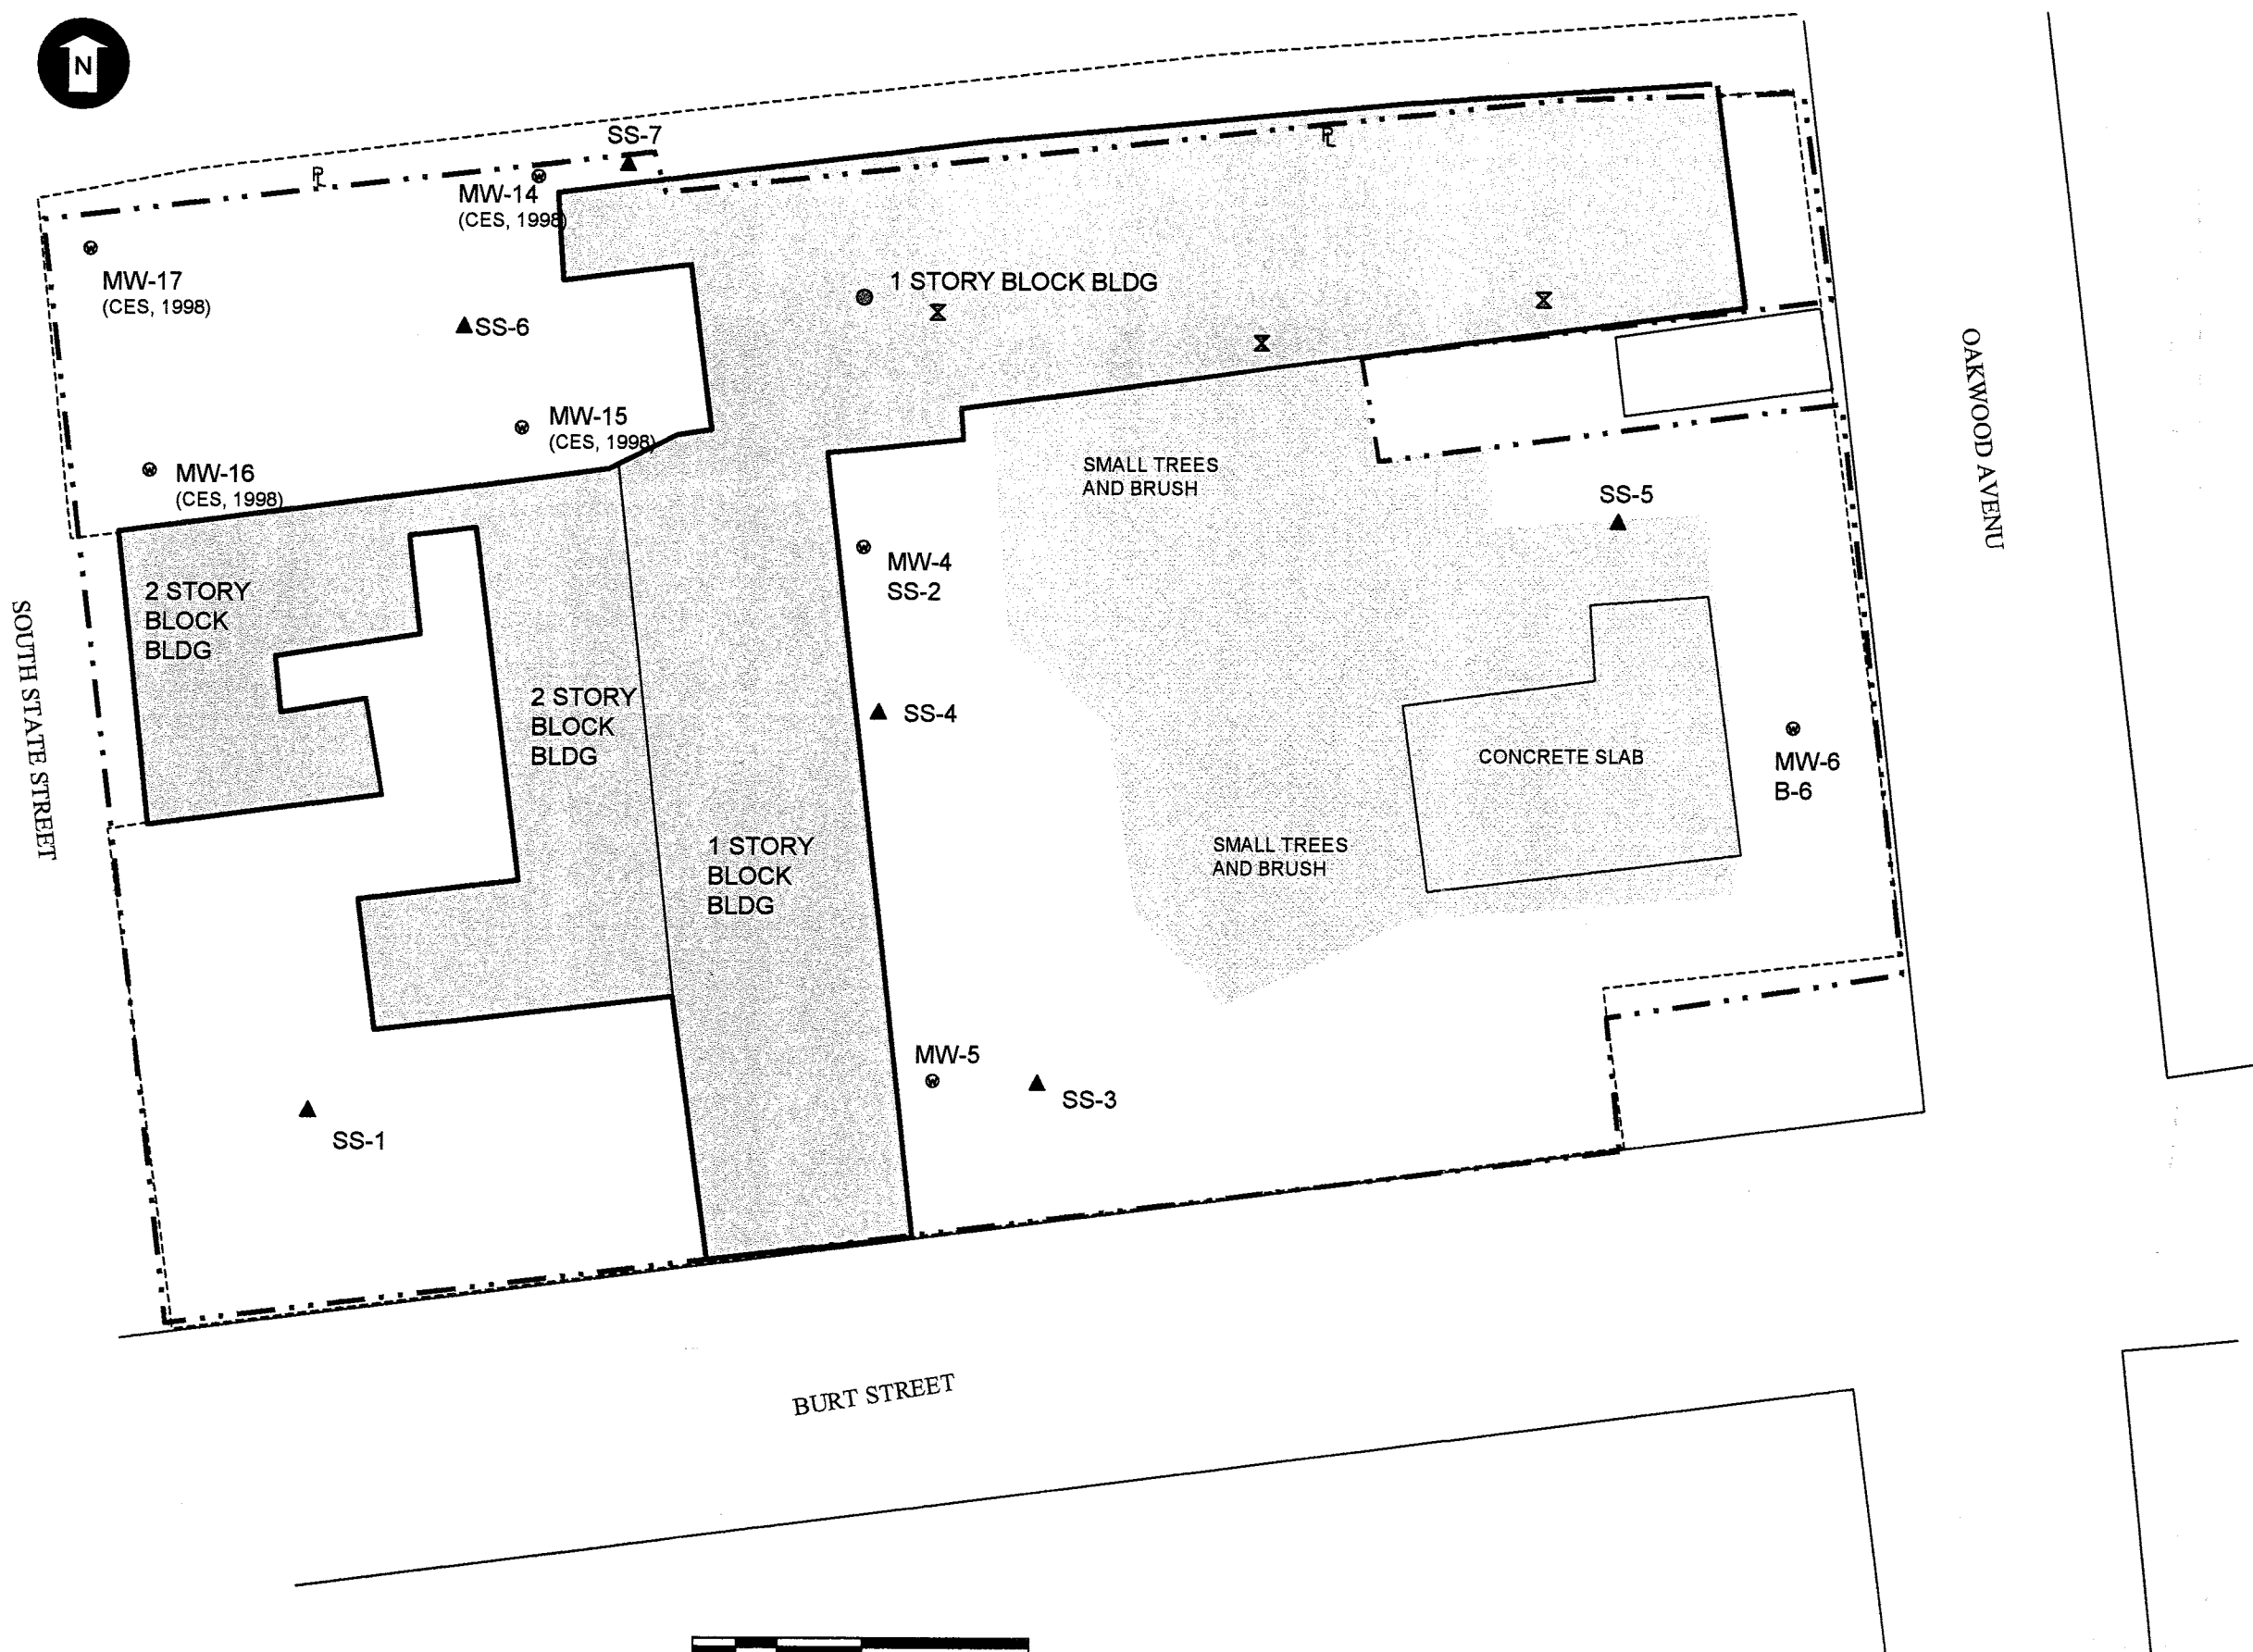 N
SS-7
MW-14
(CES, 1998)
MW-17
(CES, 1998)
1 STORY BLOCK BLDG
SS-6
MW-15
(CES, 1998)
MW-16
(CES, 1998)
OAKWOOD AVENU
SMALL TREES
AND BRUSH
SS-5
MW-4
SS-2
2 STORY
BLOCK
BLDG
SOUTH STATE STREET
2 STORY
BLOCK
BLDG
SS-4
CONCRETE SLAB
MW-6
B-6
1 STORY
BLOCK
BLDG
SMALL TREES
AND BRUSH
MW-5
SS-3
SS-1
BURT STREET